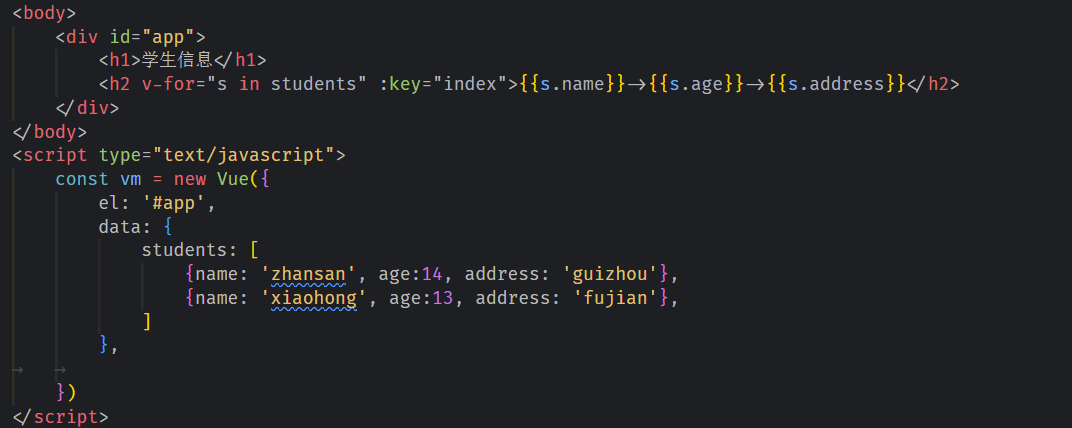 <body>
<div id="app">
<h1>学生信息</h1>
<h2 v-for="s in students" :key="index">{{s.name}}->{{s.age}}->{{s.address}}</h2>
</div>
</body>
<script type="text/javascript">
const vm = new Vue({
el: '#app',
data: {
students: [
{name: 'zhansan', age:14, address: 'guizhou'},
{name: 'xiaohong', age:13, address: 'fujian'},
]
},
})
</script>